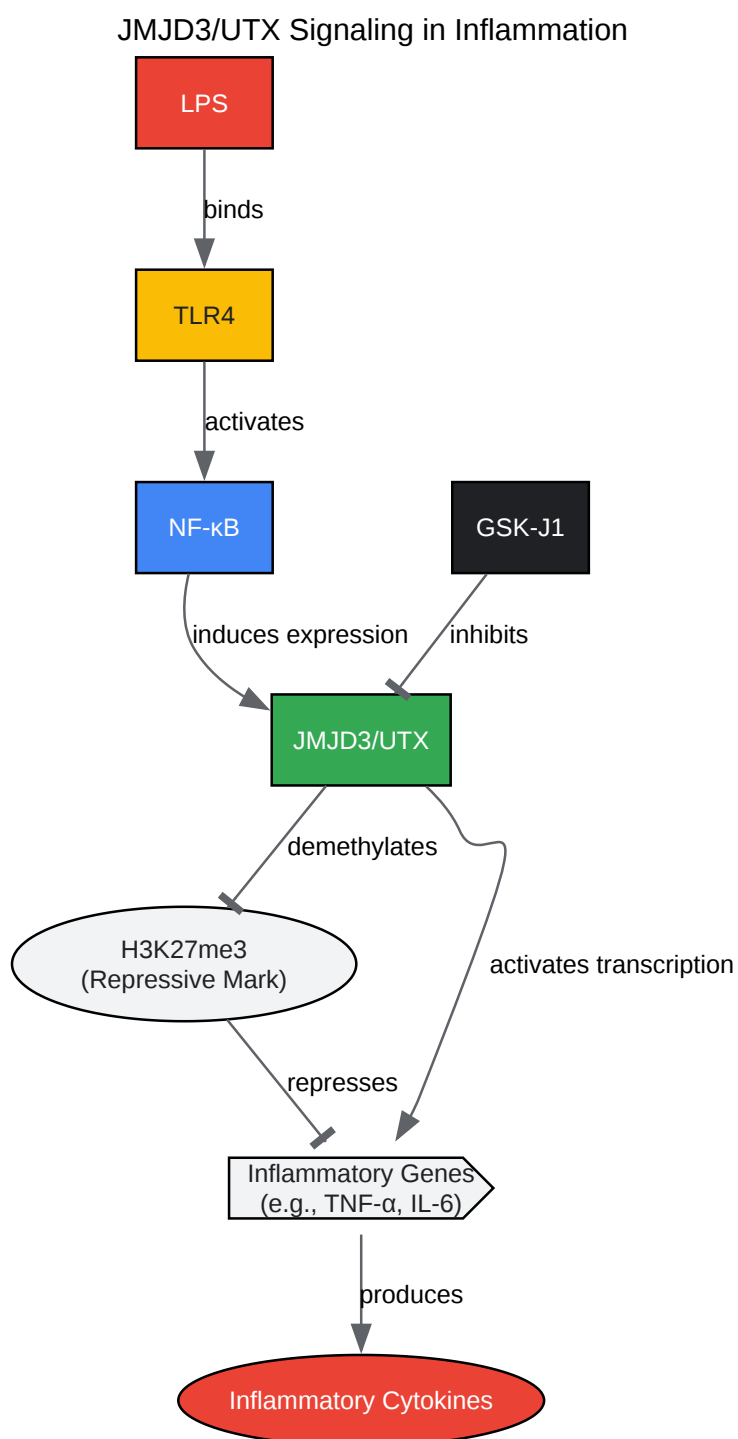 JMJD3/UTX Signaling in Inflammation
LPS
binds
TLR4
activates
NF-κB
GSK-J1
induces expression
inhibits
JMJD3/UTX
demethylates
H3K27me3
(Repressive Mark)
activates transcription
represses
Inflammatory Genes
(e.g., TNF-α, IL-6)
produces
Inflammatory Cytokines